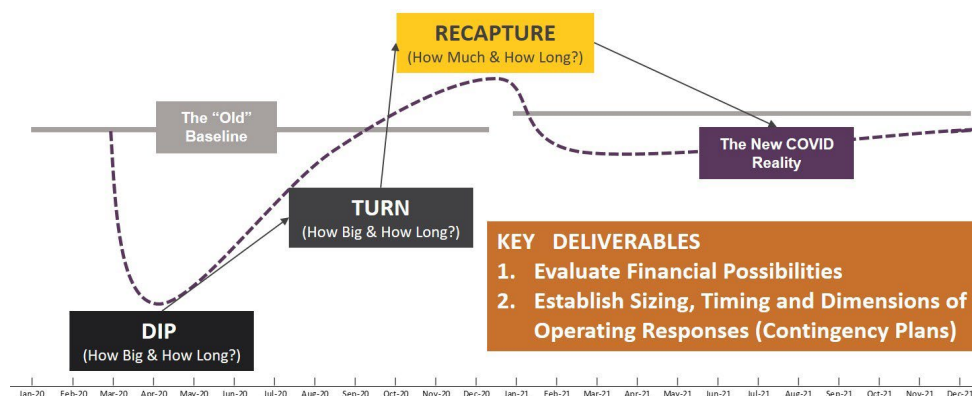 RECAPTURE
(How Much & How Long?)
The "Old"
Baseline
The New COVID
Reality
TURN
(How Big & How Long?)
KEY DELIVERABLES
1. Evaluate Financial Possibilities
2. Establish Sizing, Timing and Dimensions of
Operating Responses (Contingency Plans)
DIP
(How Big & How Long?)
Jan-20 Feb-20 Mar-20 Apr-20 May-20 Jun-20 Jul-20 Aug-20 Sep-20 Oct-20 Nov-20 Dec-20 Jan-21 Feb-21 Mar-21 Apr-21 May-21 Jun-21 Jul-21 Aug-21 Sep-21 Oct-21 Nov-21 Dec-21